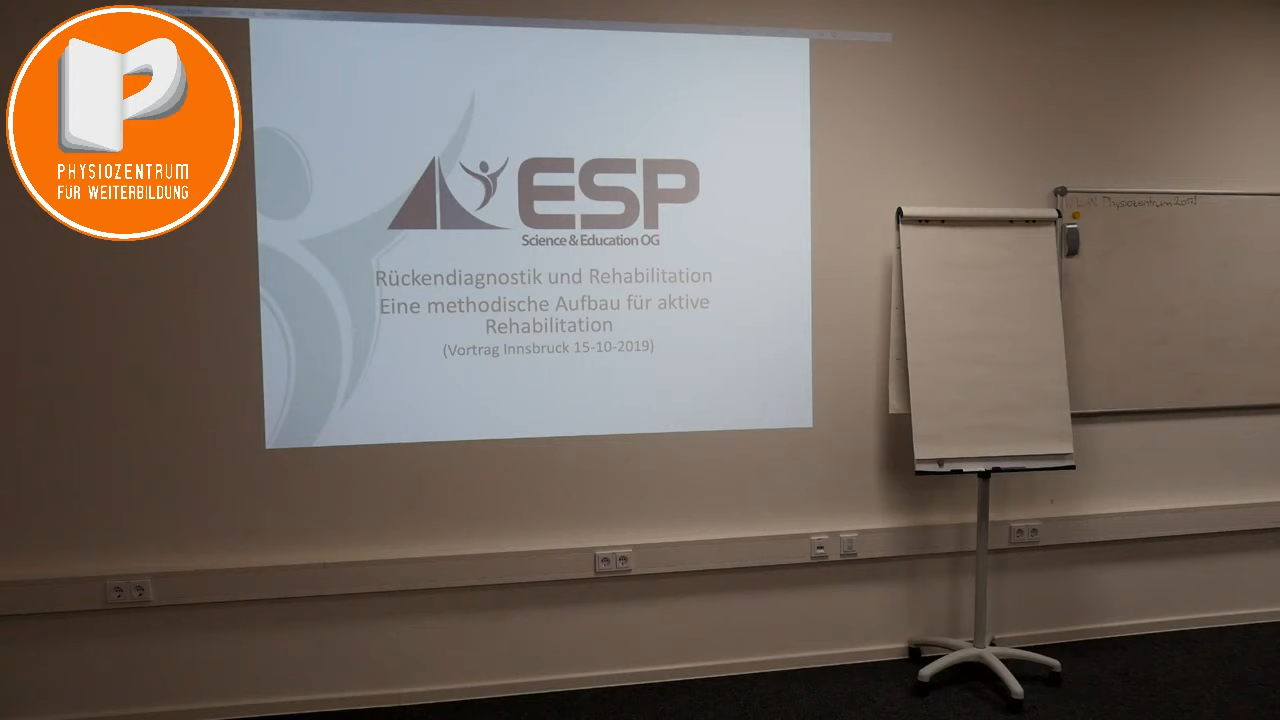 PHYSIOZENTRUM
FÜR WEITERBILDUNG
ESP
Science & Education OG
Rückendiagnostik und Rehabilitation
Eine methodische Aufbau für aktive
Rehabilitation
(Vortrag Innsbruck 15-10-2019)
Physiozentrum